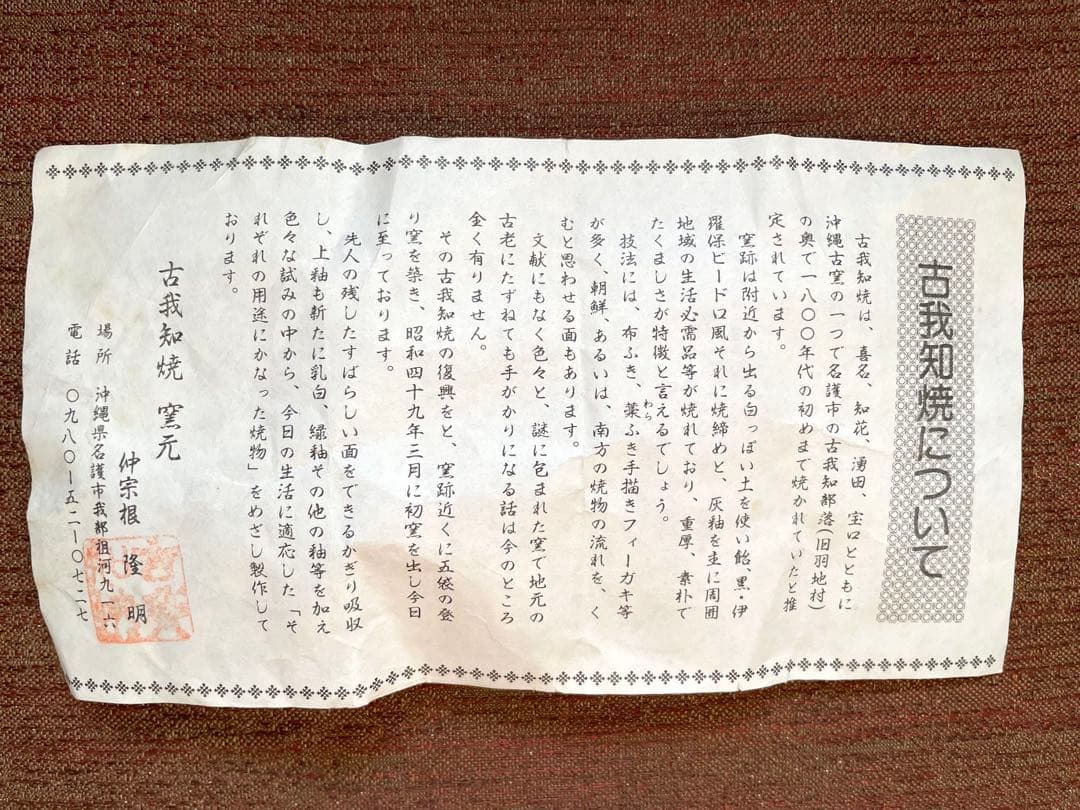 古我知焼について
古我知焼は、喜名、知花、湧田、宝口とともに
沖縄古窯の一つで名護市の古我知部落(旧羽地村)
の奥で一八〇〇年代の初めまで焼かれていたと推
定されています。
窯跡は附近から出る白っぽい土を使い飴、黒・伊
羅保ビードロ風それに焼締めと、灰釉を主に周囲
地域の生活必需品等が焼れており、重厚、素朴で
たくましさが特徴と言えるでしょう。
技法には、布ふき、藁ふき手描きフィーガキ等
わら
が多く、朝鮮、あるいは、南方の焼物の流れを、く
むと思わせる面もあります。
文献にもなく色々と、謎に包まれた窯で地元の
古老にたずねても手がかりになる話は今のところ
全く有りません。
その古我知焼の復興をと、窯跡近くに五袋の登
り窯を築き、昭和四十九年三月に初窯を出し今日
に至っております。
先人の残したすばらしい面をできるかぎり吸収
し、上釉も新たに乳白、緑釉その他の釉等を加え
色々な試みの中から、今日の生活に適応した「そ
れぞれの用途にかなった焼物」をめざし製作して
おります。
古我知焼 窯元
仲宗根 隆明
場所 沖縄県名護市我部祖河九一六
電話 〇九八〇ー五二ー〇七二七